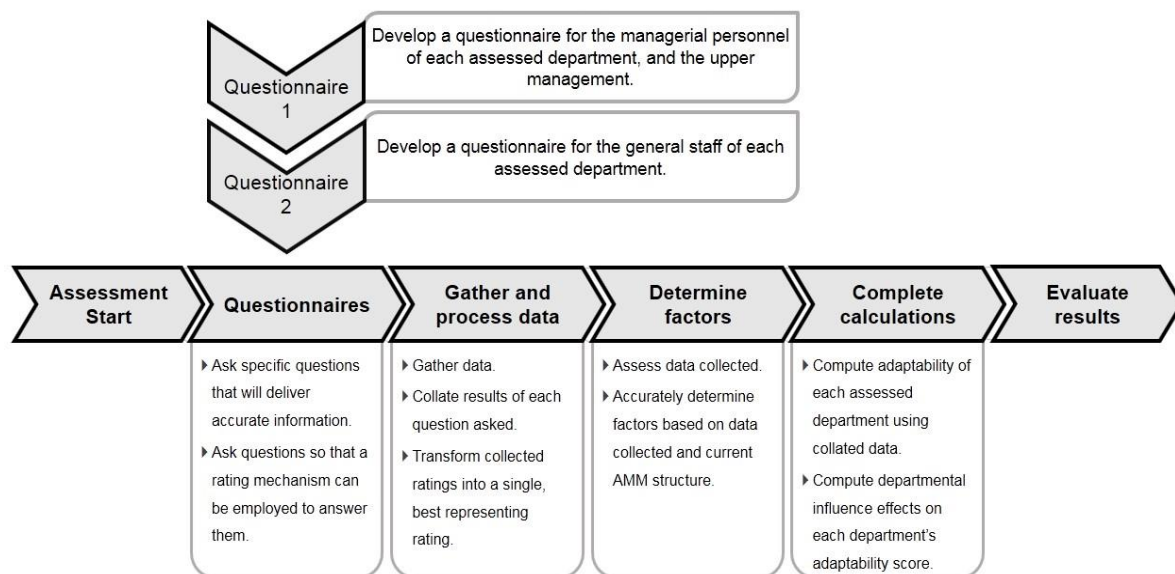 Questionnaire
1
Develop a questionnaire for the managerial personnel
of each assessed department, and the upper
management.
Questionnaire
2
Develop a questionnaire for the general staff of each
assessed department.
Assessment
Start
Questionnaires
Ask specific questions
that will deliver
accurate information.
Ask questions so that a
rating mechanism can
be employed to answer
them.
Gather and
process data
Gather data.
Collate results of each
question asked.
Transform collected
ratings into a single,
best representing
rating.
Determine
factors
Assess data collected.
Accurately determine
factors based on data
collected and current
AMM structure.
Complete
calculations
Compute adaptability of
each assessed
department using
collated data.
Compute departmental
influence effects on
each department's
adaptability score.
Evaluate
results